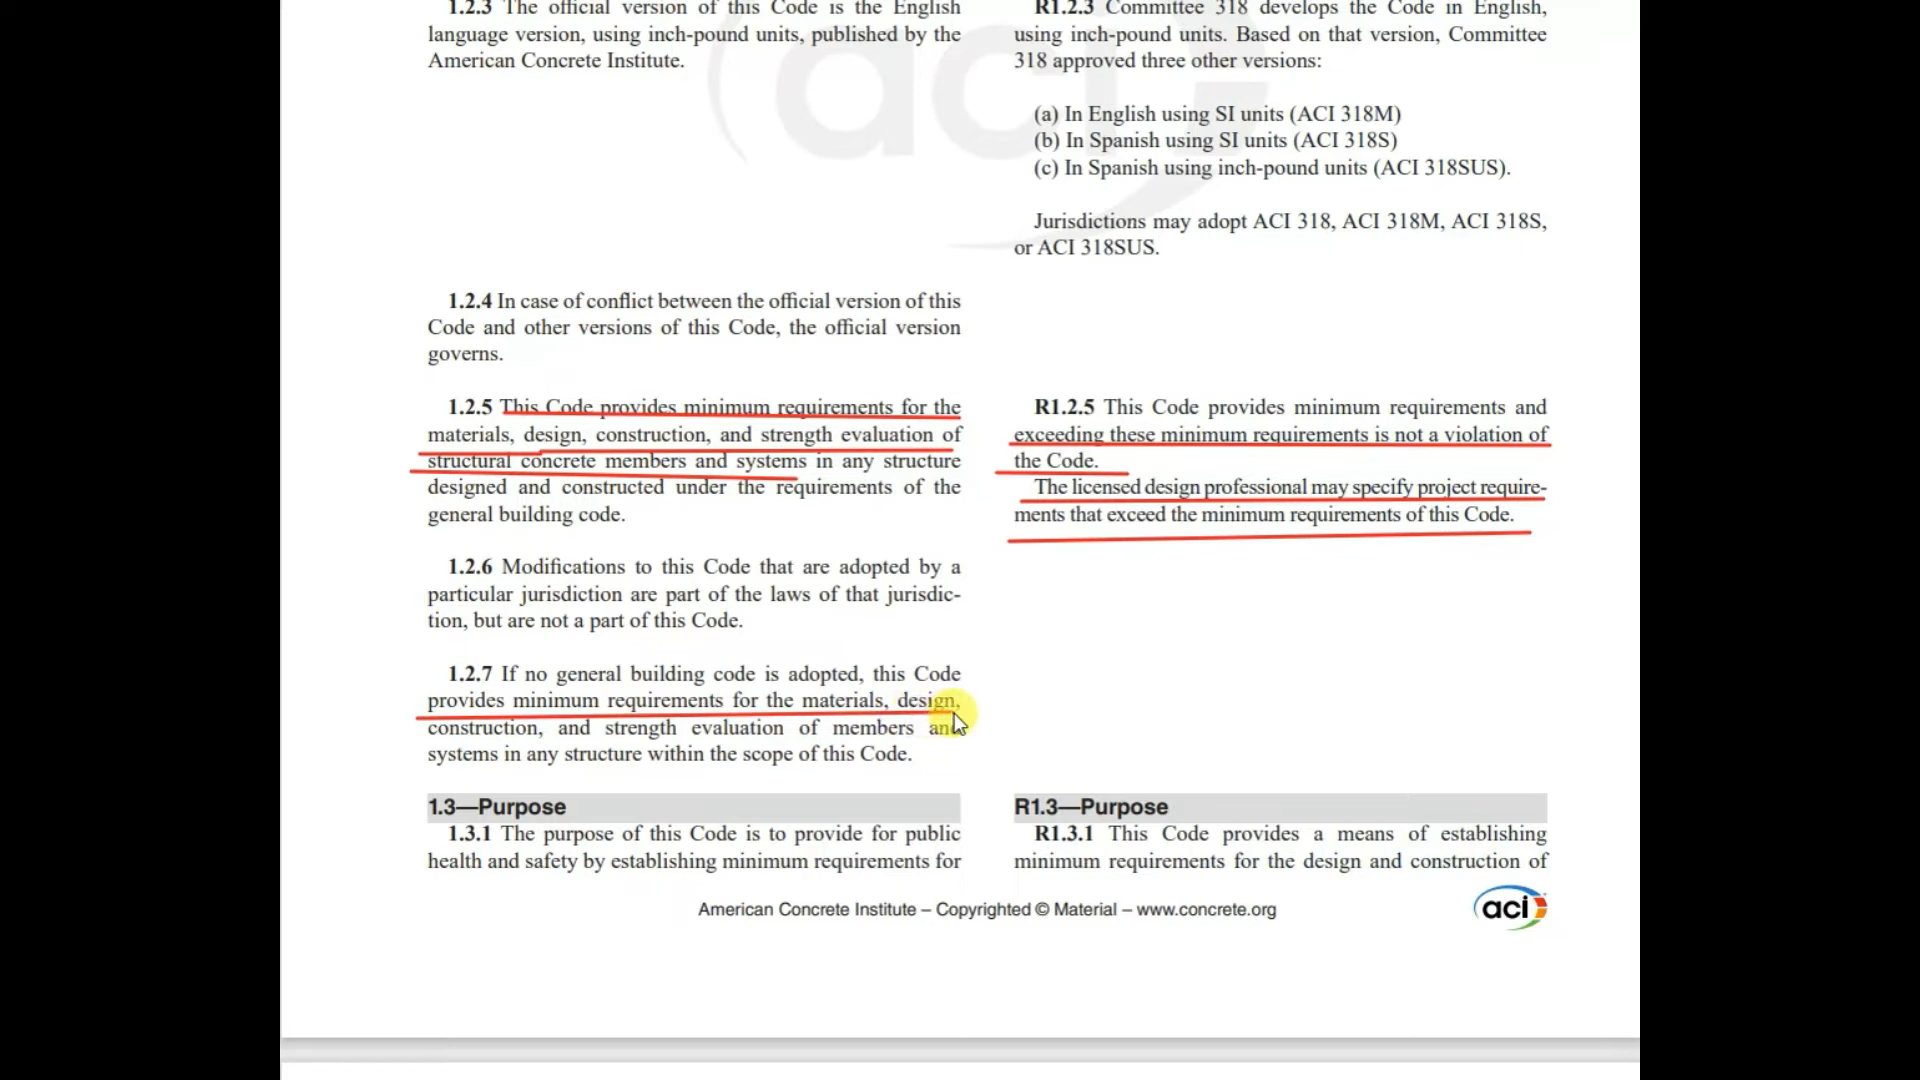 1.2.3 The official version of this Code is the English
language version, using inch-pound units, published by the
American Concrete Institute.
1.2.4 In case of conflict between the official version of this
Code and other versions of this Code, the official version
governs.
1.2.5 This Code provides minimum requirements for the
materials, design, construction, and strength evaluation of
structural concrete members and systems in any structure
designed and constructed under the requirements of the
general building code.
1.2.6 Modifications to this Code that are adopted by a
particular jurisdiction are part of the laws of that jurisdic-
tion, but are not a part of this Code.
1.2.7 If no general building code is adopted, this Code
provides minimum requirements for the materials, design,
construction, and strength evaluation of members and
systems in any structure within the scope of this Code.
1.3—Purpose
1.3.1 The purpose of this Code is to provide for public
health and safety by establishing minimum requirements for
R1.2.3 Committee 318 develops the Code in English,
using inch-pound units. Based on that version, Committee
318 approved three other versions:
(a) In English using SI units (ACI 318M)
(b) In Spanish using SI units (ACI 318S)
(c) In Spanish using inch-pound units (ACI 318SUS).
Jurisdictions may adopt ACI 318, ACI 318M, ACI 318S,
or ACI 318SUS.
R1.2.5 This Code provides minimum requirements and
exceeding these minimum requirements is not a violation of
the Code.
The licensed design professional may specify project require-
ments that exceed the minimum requirements of this Code.
R1.3—Purpose
R1.3.1 This Code provides a means of establishing
minimum requirements for the design and construction of
American Concrete Institute – Copyrighted © Material – www.concrete.org
aci
aci